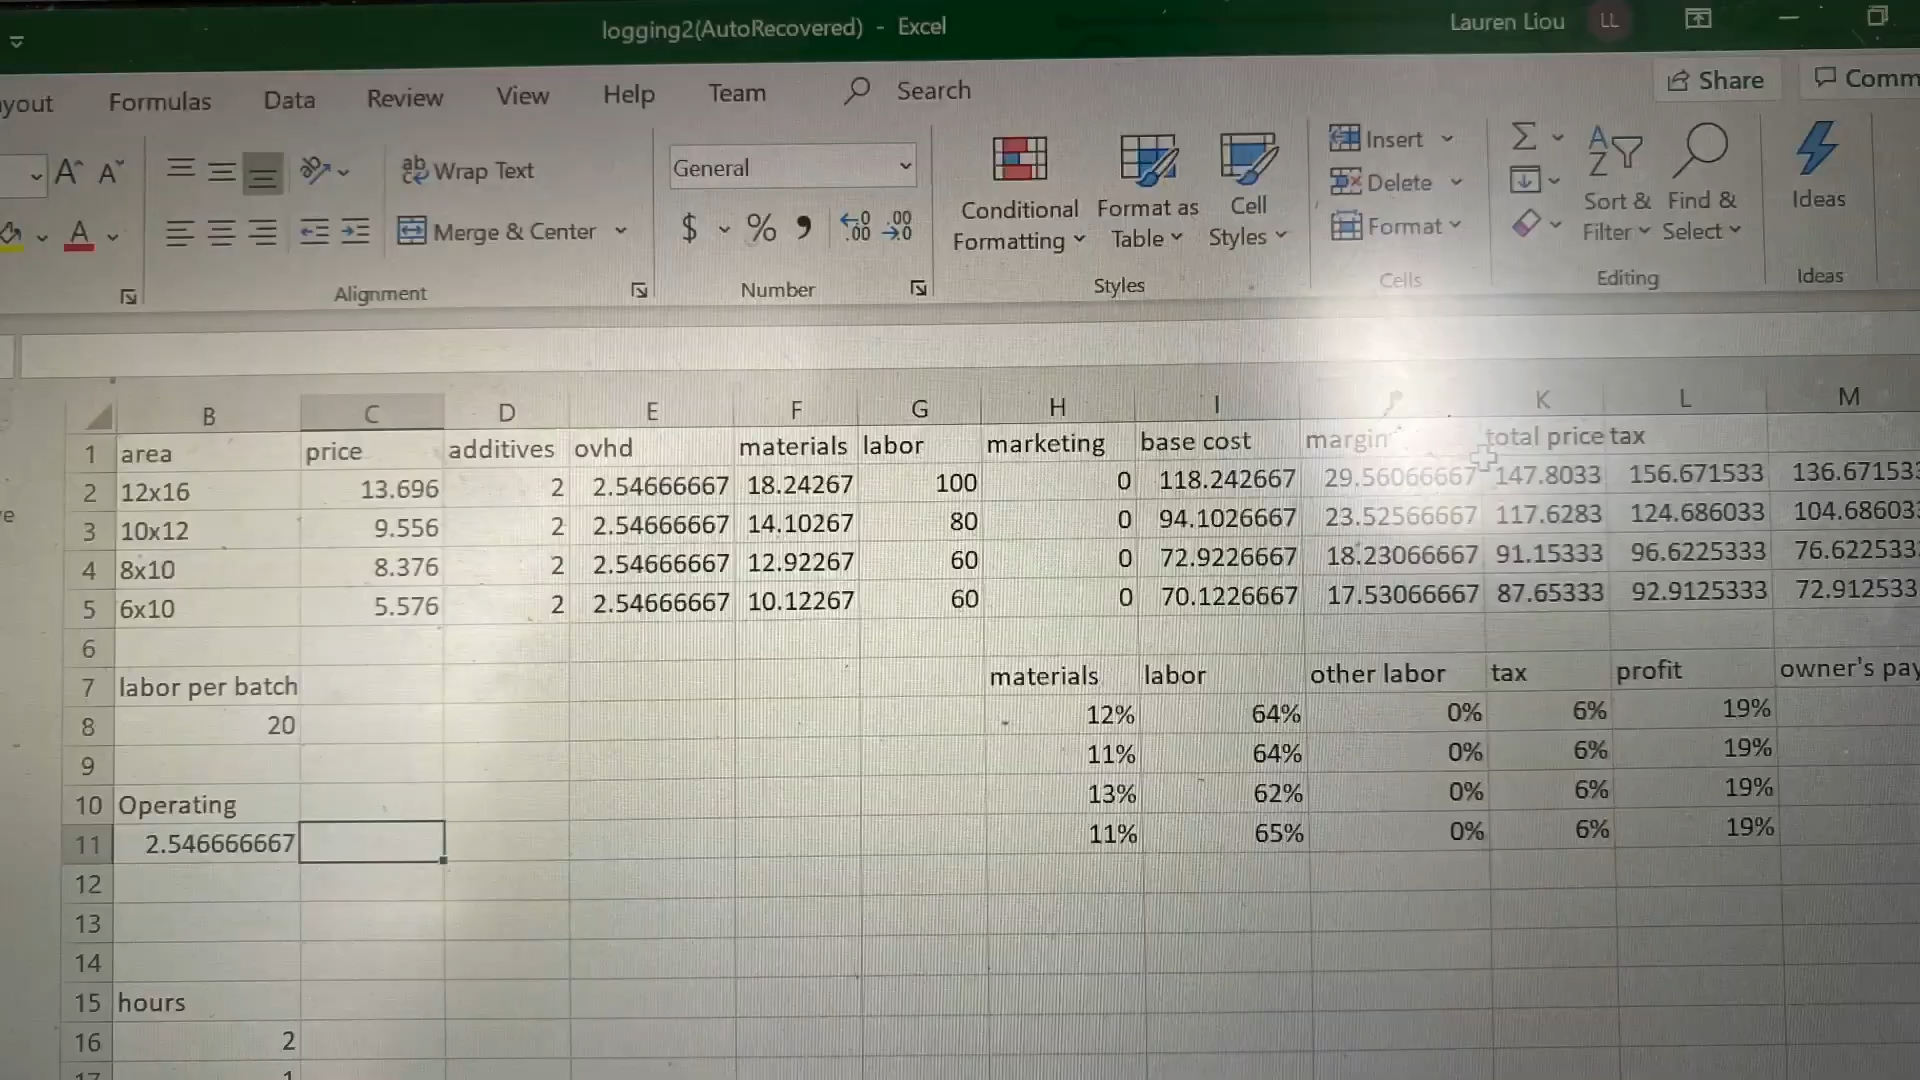 logging2(AutoRecovered) - Excel
Lauren Liou LL
yout Formulas Data Review View Help Team Search
Share Comm
Wrap Text
General
Merge & Center
$ % ,
Conditional Formatting
Format as Table
Cell Styles
Insert
Delete
Format
Sort & Filter
Find & Select
Ideas
Alignment Number Styles Cells Editing Ideas
B C D E F G H I K L M
1 area price additives ovhd materials labor marketing base cost margin total price tax
2 12x16 13.696 2 2.54666667 18.24267 100 0 118.242667 29.56066667 147.8033 156.671533 136.671533
3 10x12 9.556 2 2.54666667 14.10267 80 0 94.1026667 23.52566667 117.6283 124.686033 104.686033
4 8x10 8.376 2 2.54666667 12.92267 60 0 72.9226667 18.23066667 91.15333 96.6225333 76.6225333
5 6x10 5.576 2 2.54666667 10.12267 60 0 70.1226667 17.53066667 87.65333 92.9125333 72.912533
6
7 labor per batch materials labor other labor tax profit owner's pay
8 20 12% 64% 0% 6% 19%
9 11% 64% 0% 6% 19%
10 Operating 13% 62% 0% 6% 19%
11 2.546666667 11% 65% 0% 6% 19%
12
13
14
15 hours
16 2
17 1